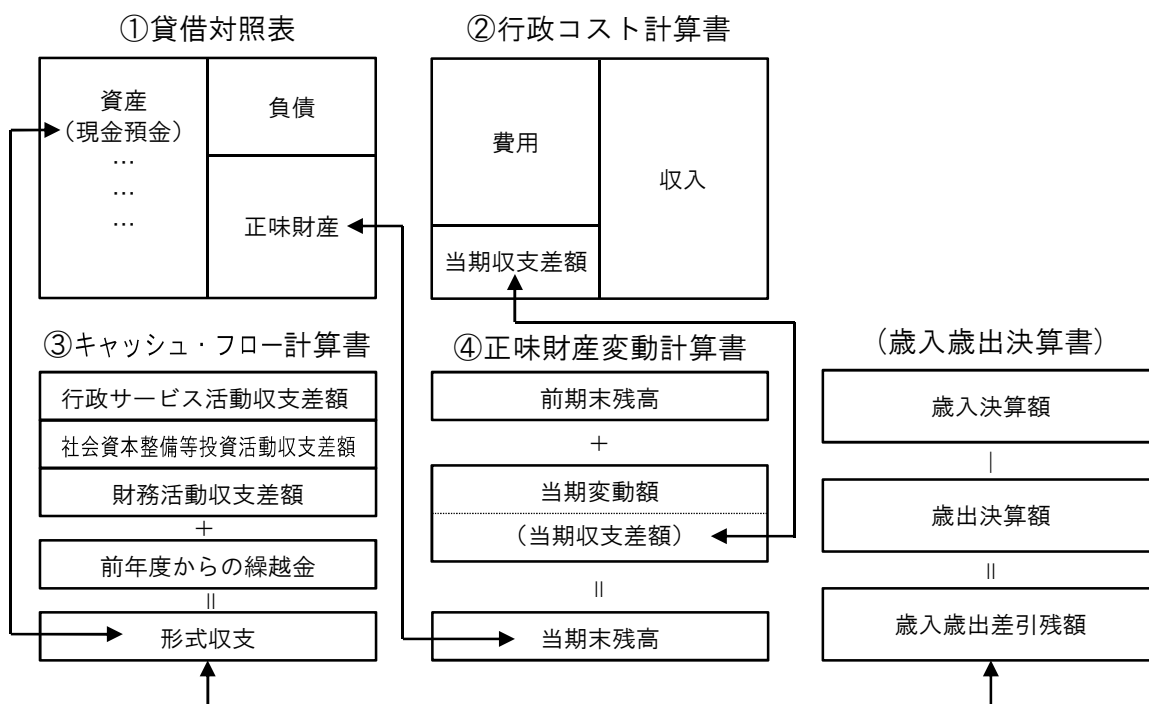 ①貸借対照表
資産
(現金預金)
…
…
…
負債
正味財産
②行政コスト計算書
費用
当期収支差額
収入
③キャッシュ・フロー計算書
行政サービス活動収支差額
社会資本整備等投資活動収支差額
財務活動収支差額
+
前年度からの繰越金
=
形式収支
④正味財産変動計算書
前期末残高
+
当期変動額
(当期収支差額)
=
当期末残高
(歳入歳出決算書)
歳入決算額
-
歳出決算額
=
歳入歳出差引残額